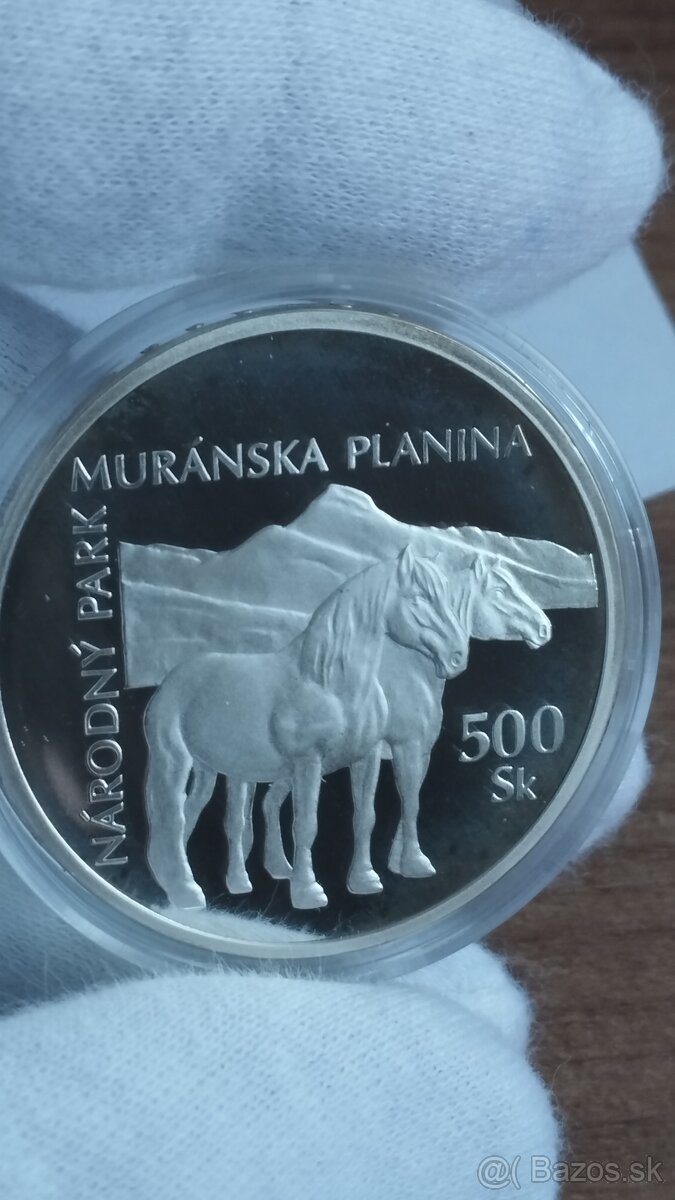 NÁRODNÝ PARK
MURÁNSKA PLANINA
500
Sk
@( Bazos.sk